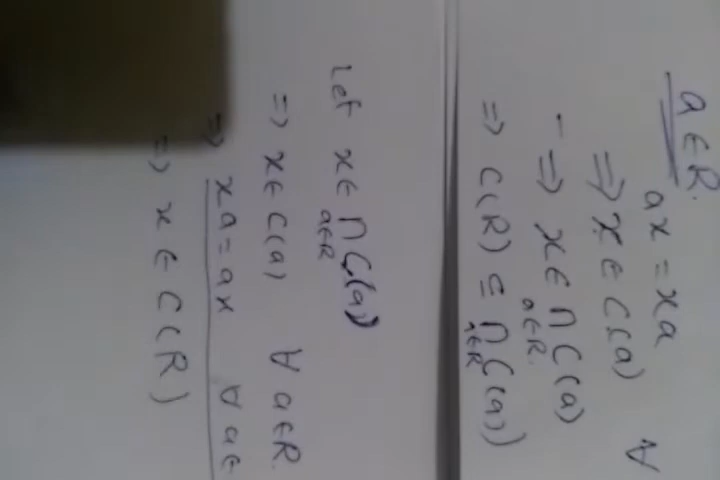 a ∈ R.
ax = xa
⇒ x ∈ C(a) ∀
- ⇒ x ∈ ∩ C(a)
a∈R.
⇒ C(R) ⊆ ∩ C(a)
a∈R
Let x ∈ ∩ C(a)
a∈R
⇒ x ∈ C(a) ∀ a∈R.
⇒ xa = ax ∀ a∈
⇒ x ∈ C(R)